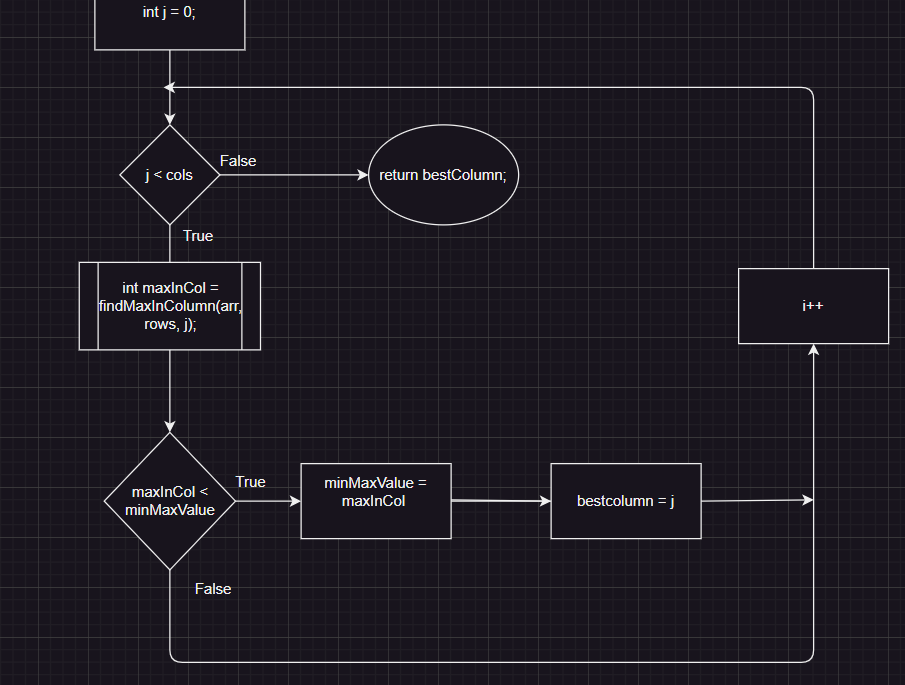 int j = 0;
j < cols
False
return bestColumn;
True
int maxInCol =
findMaxInColumn(arr,
rows, j);
i++
maxInCol <
minMaxValue
True
minMaxValue =
maxInCol
bestcolumn = j
False